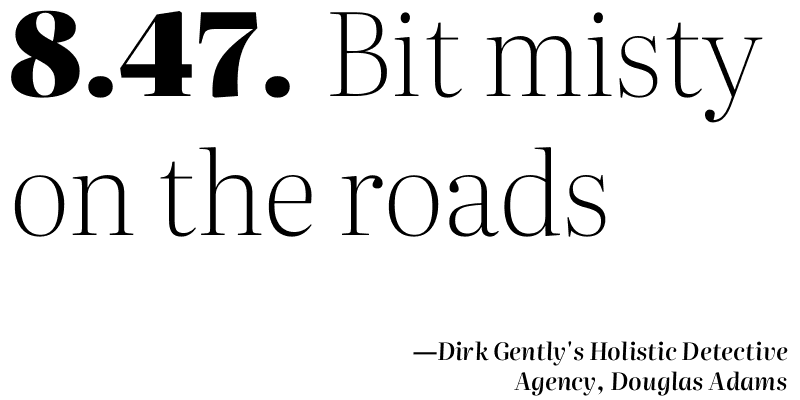 8.47. Bit misty
on the roads
—Dirk Gently's Holistic Detective
Agency, Douglas Adams